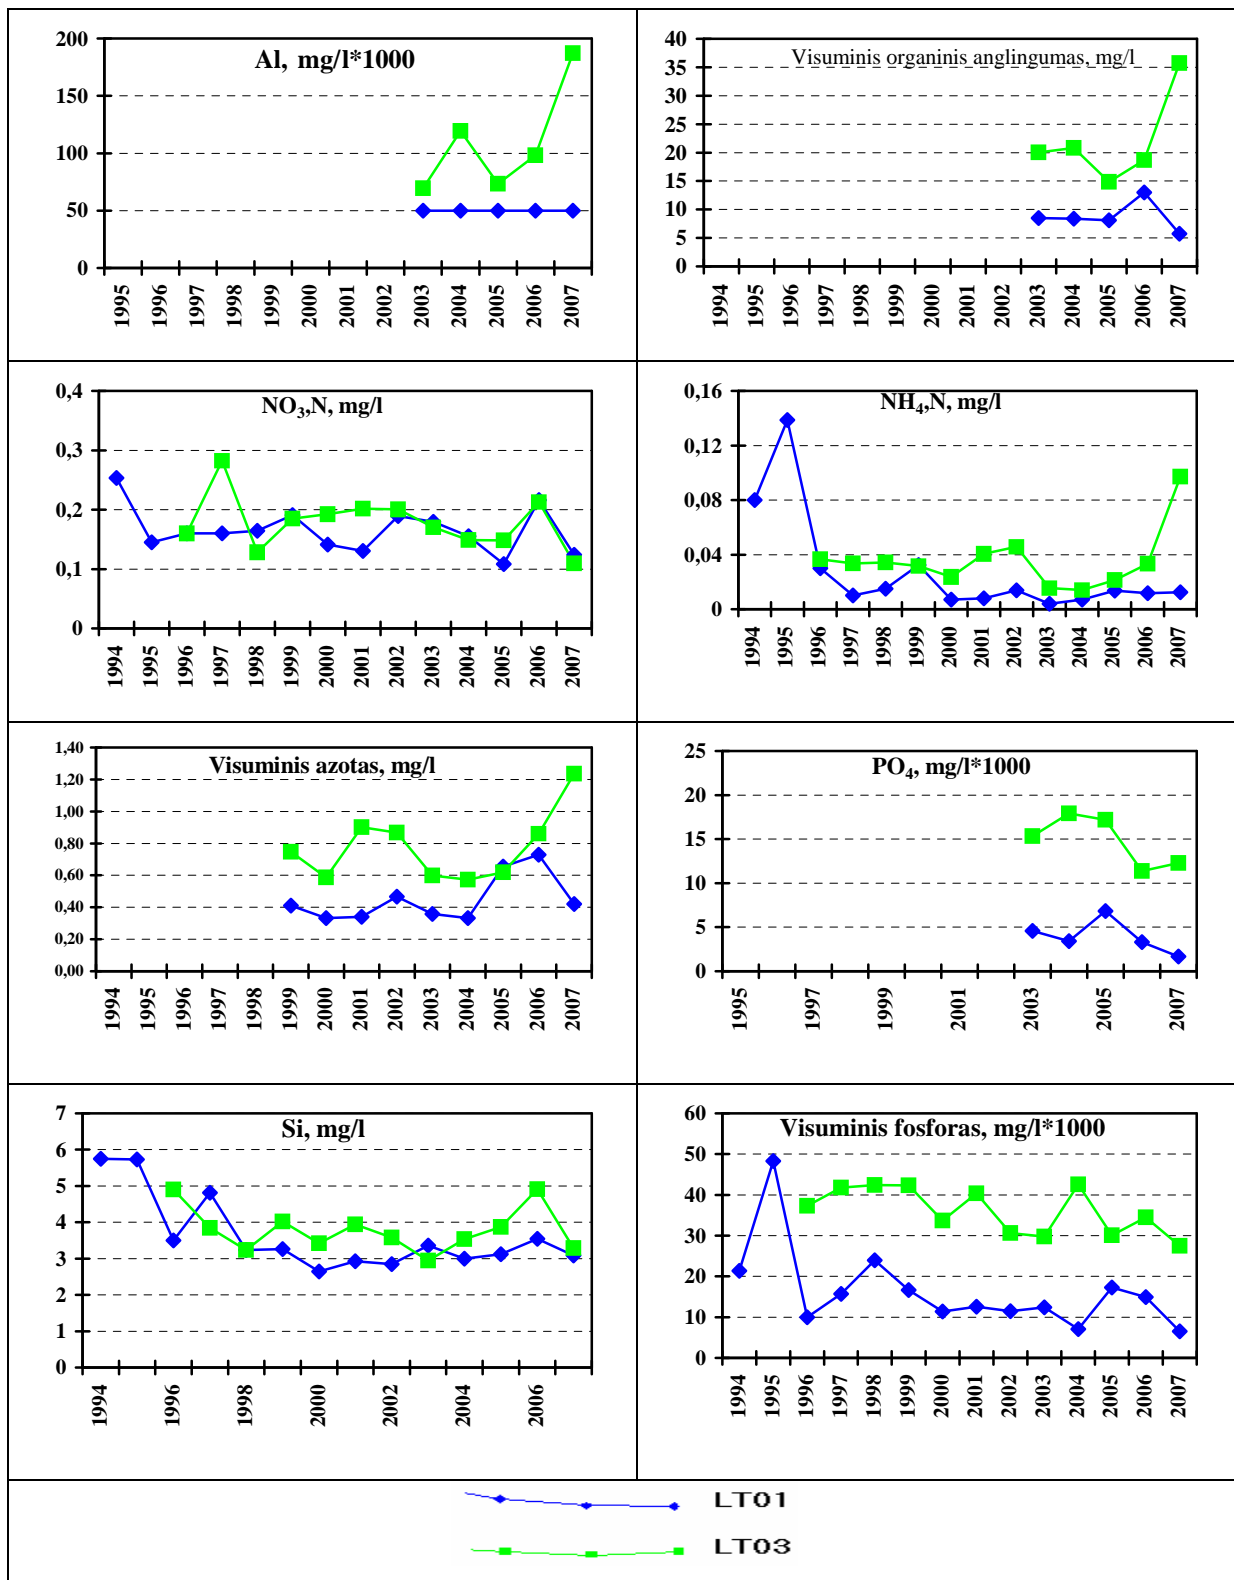 Al, mg/l*1000
200
150
100
50
0
1995 1996 1997 1998 1999 2000 2001 2002 2003 2004 2005 2006 2007
Visuminis organinis anglingumas, mg/l
40
35
30
25
20
15
10
5
0
1994 1995 1996 1997 1998 1999 2000 2001 2002 2003 2004 2005 2006 2007
NO₃,N, mg/l
0,4
0,3
0,2
0,1
0
1994 1995 1996 1997 1998 1999 2000 2001 2002 2003 2004 2005 2006 2007
NH₄,N, mg/l
0,16
0,12
0,08
0,04
0
1994 1995 1996 1997 1998 1999 2000 2001 2002 2003 2004 2005 2006 2007
Visuminis azotas, mg/l
1,40
1,20
1,00
0,80
0,60
0,40
0,20
0,00
1994 1995 1996 1997 1998 1999 2000 2001 2002 2003 2004 2005 2006 2007
PO₄, mg/l*1000
25
20
15
10
5
0
1995 1997 1999 2001 2003 2005 2007
Si, mg/l
7
6
5
4
3
2
1
0
1994 1996 1998 2000 2002 2004 2006
Visuminis fosforas, mg/l*1000
60
50
40
30
20
10
0
1994 1995 1996 1997 1998 1999 2000 2001 2002 2003 2004 2005 2006 2007
LT01
LT03